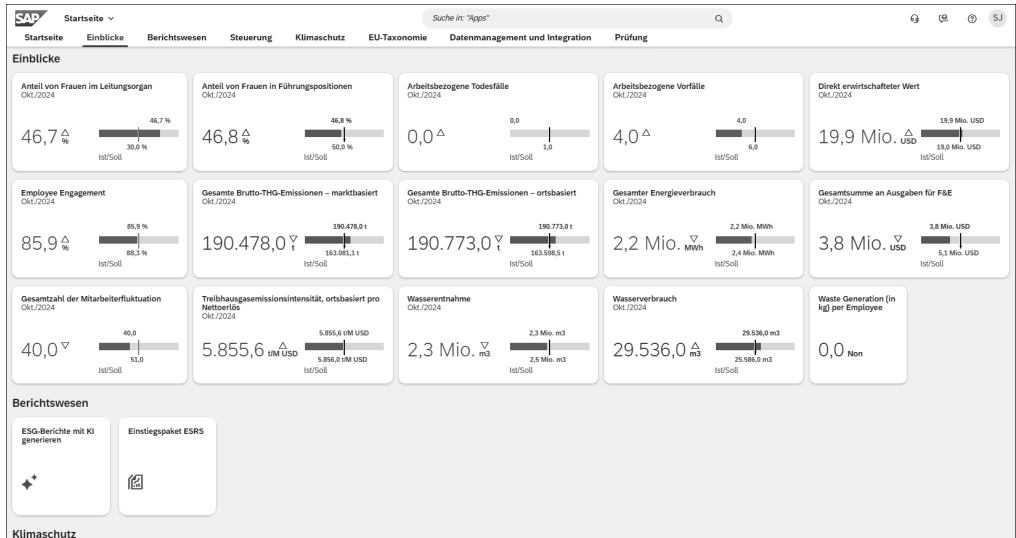 SAP Startseite Suche in: "Apps" SJ
Startseite Einblicke Berichtswesen Steuerung Klimaschutz EU-Taxonomie Datenmanagement und Integration Prüfung
Einblicke
Anteil von Frauen im Leitungsorgan
Okt./2024
46,7 %
46,7 %
30,0 %
Ist/Soll
Anteil von Frauen in Führungspositionen
Okt./2024
46,8 %
46,8 %
50,0 %
Ist/Soll
Arbeitsbezogene Todesfälle
Okt./2024
0,0
0,0
1,0
Ist/Soll
Arbeitsbezogene Vorfälle
Okt./2024
4,0
4,0
6,0
Ist/Soll
Direkt erwirtschafteter Wert
Okt./2024
19,9 Mio. USD
19,9 Mio. USD
19,0 Mio. USD
Ist/Soll
Employee Engagement
Okt./2024
85,9 %
85,9 %
88,3 %
Ist/Soll
Gesamte Brutto-THG-Emissionen – marktbasiert
Okt./2024
190.478,0 t
190.478,0 t
163.081,1 t
Ist/Soll
Gesamte Brutto-THG-Emissionen – ortsbasiert
Okt./2024
190.773,0 t
190.773,0 t
163.598,5 t
Ist/Soll
Gesamter Energieverbrauch
Okt./2024
2,2 Mio. MWh
2,2 Mio. MWh
2,4 Mio. MWh
Ist/Soll
Gesamtsumme an Ausgaben für F&E
Okt./2024
3,8 Mio. USD
3,8 Mio. USD
5,1 Mio. USD
Ist/Soll
Gesamtzahl der Mitarbeiterfluktuation
Okt./2024
40,0
40,0
51,0
Ist/Soll
Treibhausgasemissionsintensität, ortsbasiert pro
Nettoerlös
Okt./2024
5.855,6 t/M USD
5.855,6 t/M USD
5.856,0 t/M USD
Ist/Soll
Wasserentnahme
Okt./2024
2,3 Mio. m3
2,3 Mio. m3
2,5 Mio. m3
Ist/Soll
Wasserverbrauch
Okt./2024
29.536,0 m3
29.536,0 m3
25.586,0 m3
Ist/Soll
Waste Generation (in
kg) per Employee
0,0 Non
Berichtswesen
ESG-Berichte mit KI
generieren
Einstiegspaket ESRS
Klimaschutz